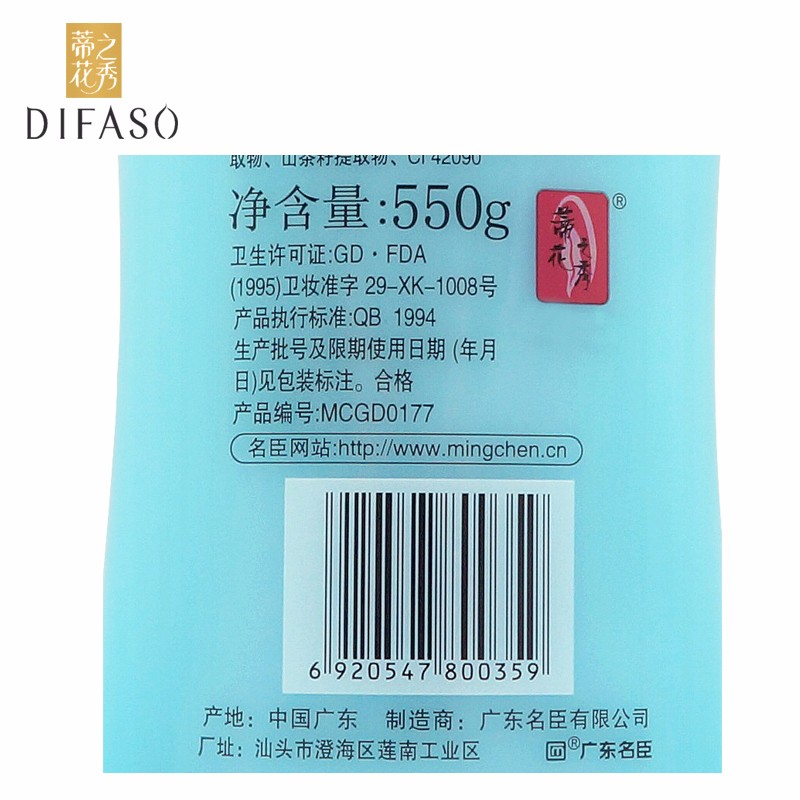 蒂之
花秀
DIFASO
取物、山茶籽提取物、CI 42090
净含量:550g
蒂花之秀®
卫生许可证:GD·FDA
(1995)卫妆准字 29-XK-1008号
产品执行标准:QB 1994
生产批号及限期使用日期 (年月
日)见包装标注。合格
产品编号:MCGD0177
名臣网站:http://www.mingchen.cn
6 920547 800359
产地: 中国广东 制造商: 广东名臣有限公司
厂址: 汕头市澄海区莲南工业区 ®广东名臣